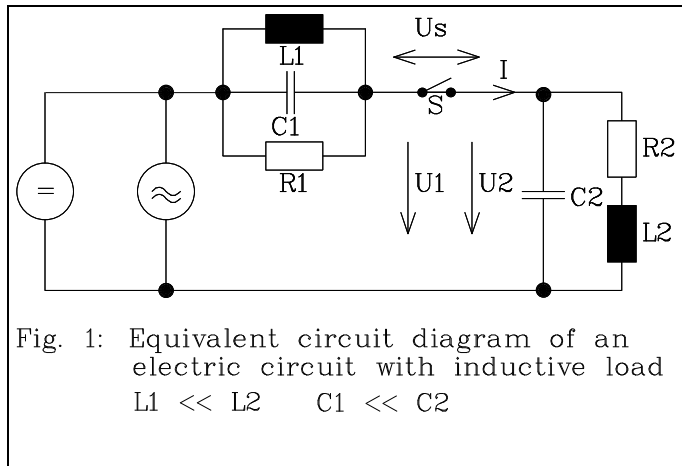 Us
L1
I
S
C1
R1
R2
U1
U2
C2
L2
=
≈
Fig. 1: Equivalent circuit diagram of an
electric circuit with inductive load
L1 << L2 C1 << C2